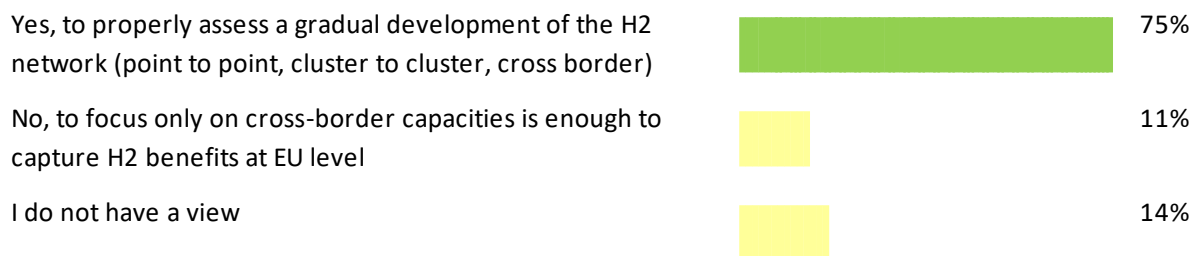 Yes, to properly assess a gradual development of the H2 75%
network (point to point, cluster to cluster, cross border)
No, to focus only on cross-border capacities is enough to 11%
capture H2 benefits at EU level
I do not have a view 14%